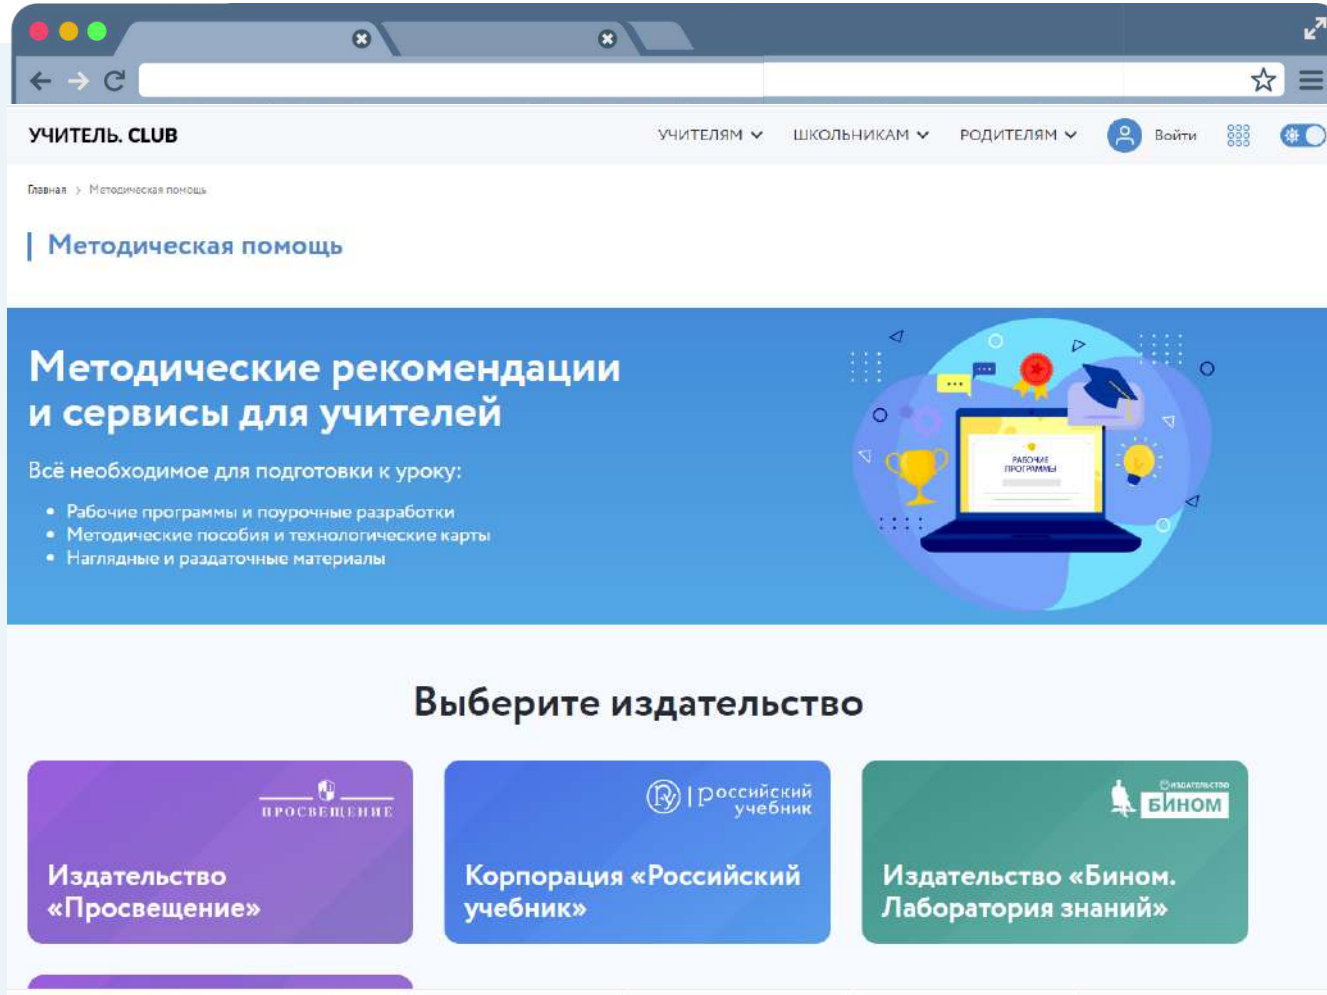 УЧИТЕЛЬ. CLUB
УЧИТЕЛЯМ
ШКОЛЬНИКАМ
РОДИТЕЛЯМ
Войти
Главная > Методическая помощь
Методическая помощь
Методические рекомендации
и сервисы для учителей
Всё необходимое для подготовки к уроку:
• Рабочие программы и поурочные разработки
• Методические пособия и технологические карты
• Наглядные и раздаточные материалы
РАБОЧИЕ
ПРОГРАММЫ
Выберите издательство
ПРОСВЕЩЕНИЕ
Издательство
«Просвещение»
российский
учебник
Корпорация «Российский
учебник»
издательство
БИНОМ
Издательство «Бином.
Лаборатория знаний»